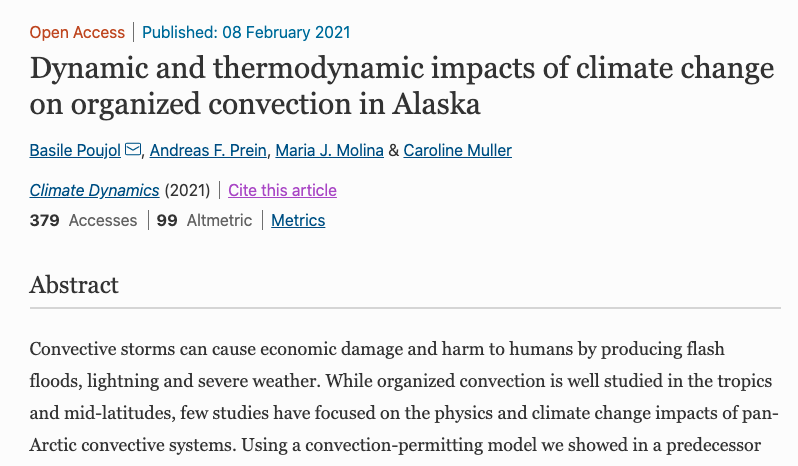 Open Access | Published: 08 February 2021
Dynamic and thermodynamic impacts of climate change
on organized convection in Alaska
Basile Poujol, Andreas F. Prein, Maria J. Molina & Caroline Muller
Climate Dynamics (2021) | Cite this article
379 Accesses | 99 Altmetric | Metrics
Abstract
Convective storms can cause economic damage and harm to humans by producing flash
floods, lightning and severe weather. While organized convection is well studied in the tropics
and mid-latitudes, few studies have focused on the physics and climate change impacts of pan-
Arctic convective systems. Using a convection-permitting model we showed in a predecessor